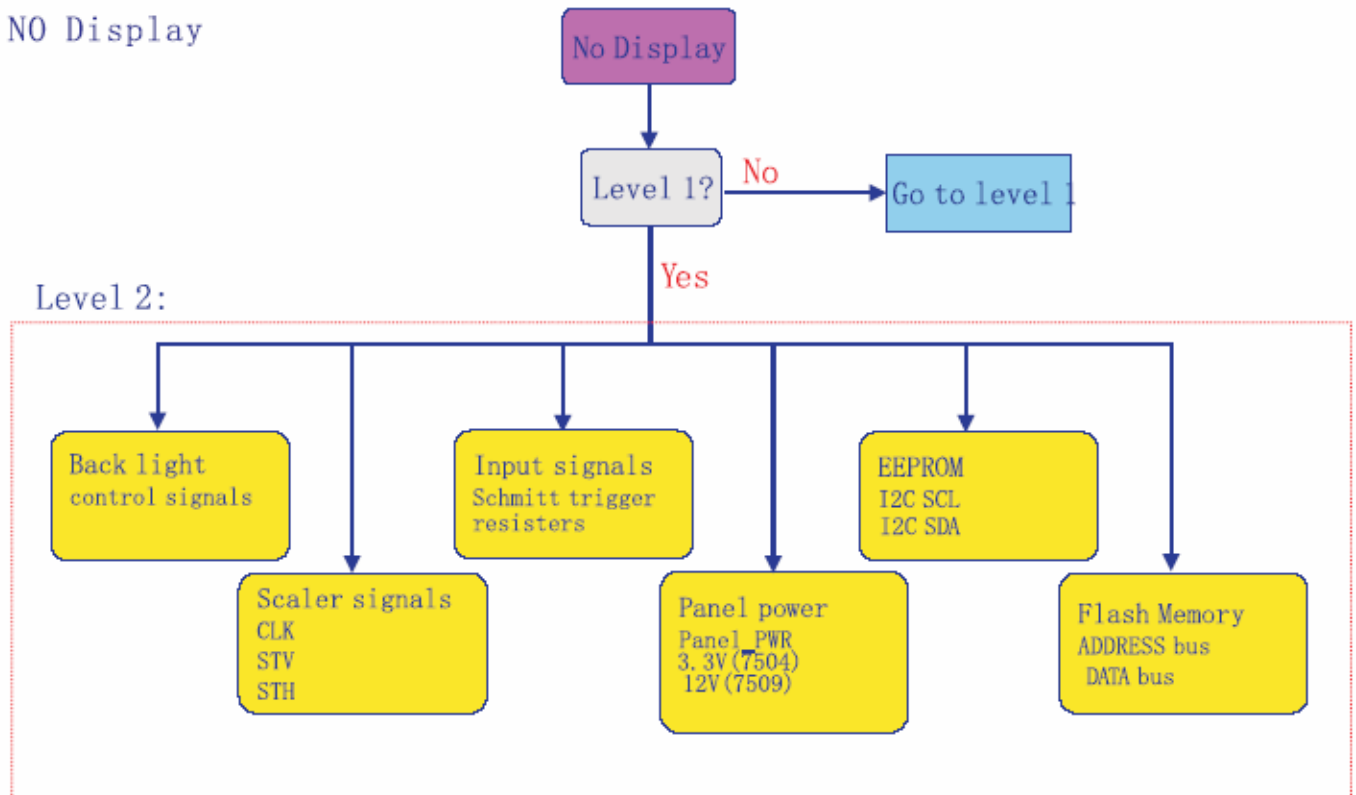 NO Display
No Display
Level 1?
No
Go to level 1
Yes
Level 2:
Back light
control signals
Input signals
Schmitt trigger
resisters
EEPROM
I2C SCL
I2C SDA
Scaler signals
CLK
STV
STH
Panel power
Panel_PWR
3.3V(7504)
12V(7509)
Flash Memory
ADDRESS bus
DATA bus